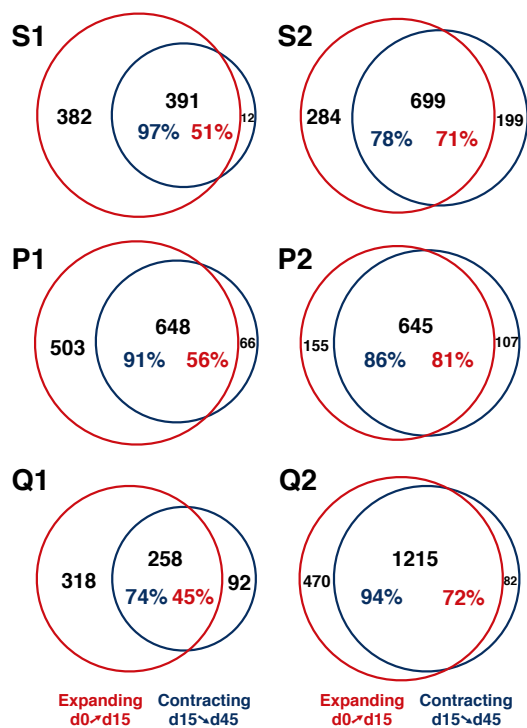 S1
S2
382
391
12
97%
51%
284
699
199
78%
71%
P1
P2
503
648
66
91%
56%
155
645
107
86%
81%
Q1
Q2
318
258
92
74%
45%
470
1215
82
94%
72%
Expanding
d0➚d15
Contracting
d15➘d45
Expanding
d0➚d15
Contracting
d15➘d45